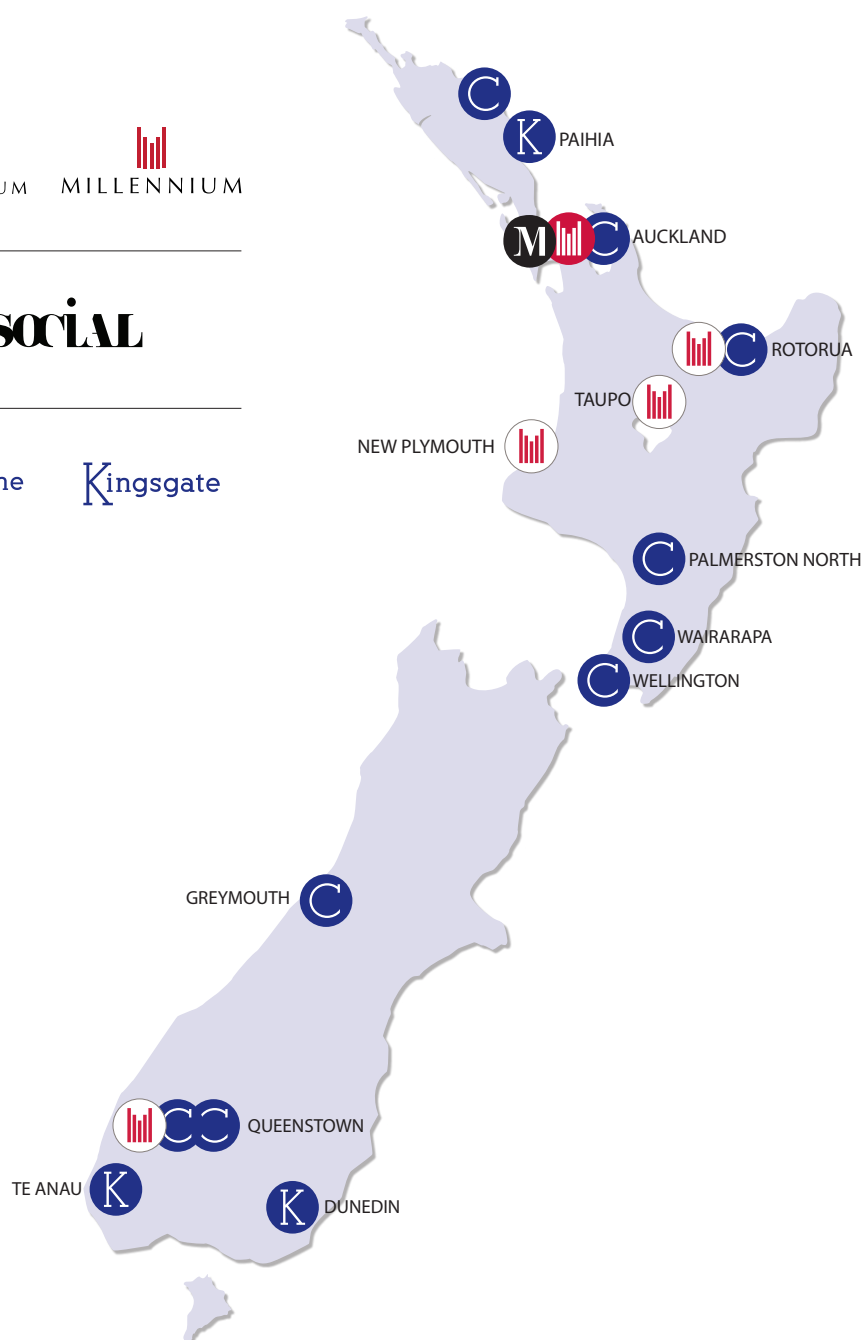 UM
MILLENNIUM
SOCIAL
ne
Kingsgate
C
K
PAIHIA
M
C
AUCKLAND
C
ROTORUA
TAUPO
NEW PLYMOUTH
C
PALMERSTON NORTH
C
WAIRARAPA
C
WELLINGTON
GREYMOUTH
C
C
C
QUEENSTOWN
TE ANAU
K
K
DUNEDIN